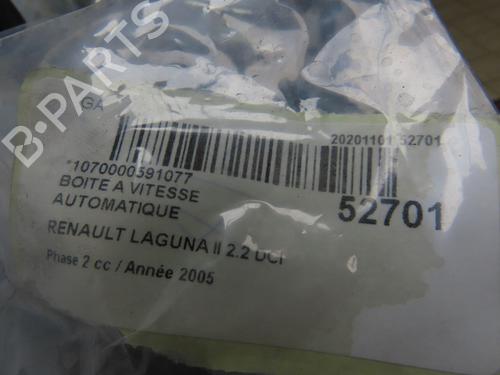 B-PARTS
GA
20201101 52701
*1070000591077
52701
BOITE A VITESSE
AUTOMATIQUE
RENAULT LAGUNA II 2.2 DCI
Phase 2 cc / Année 2005